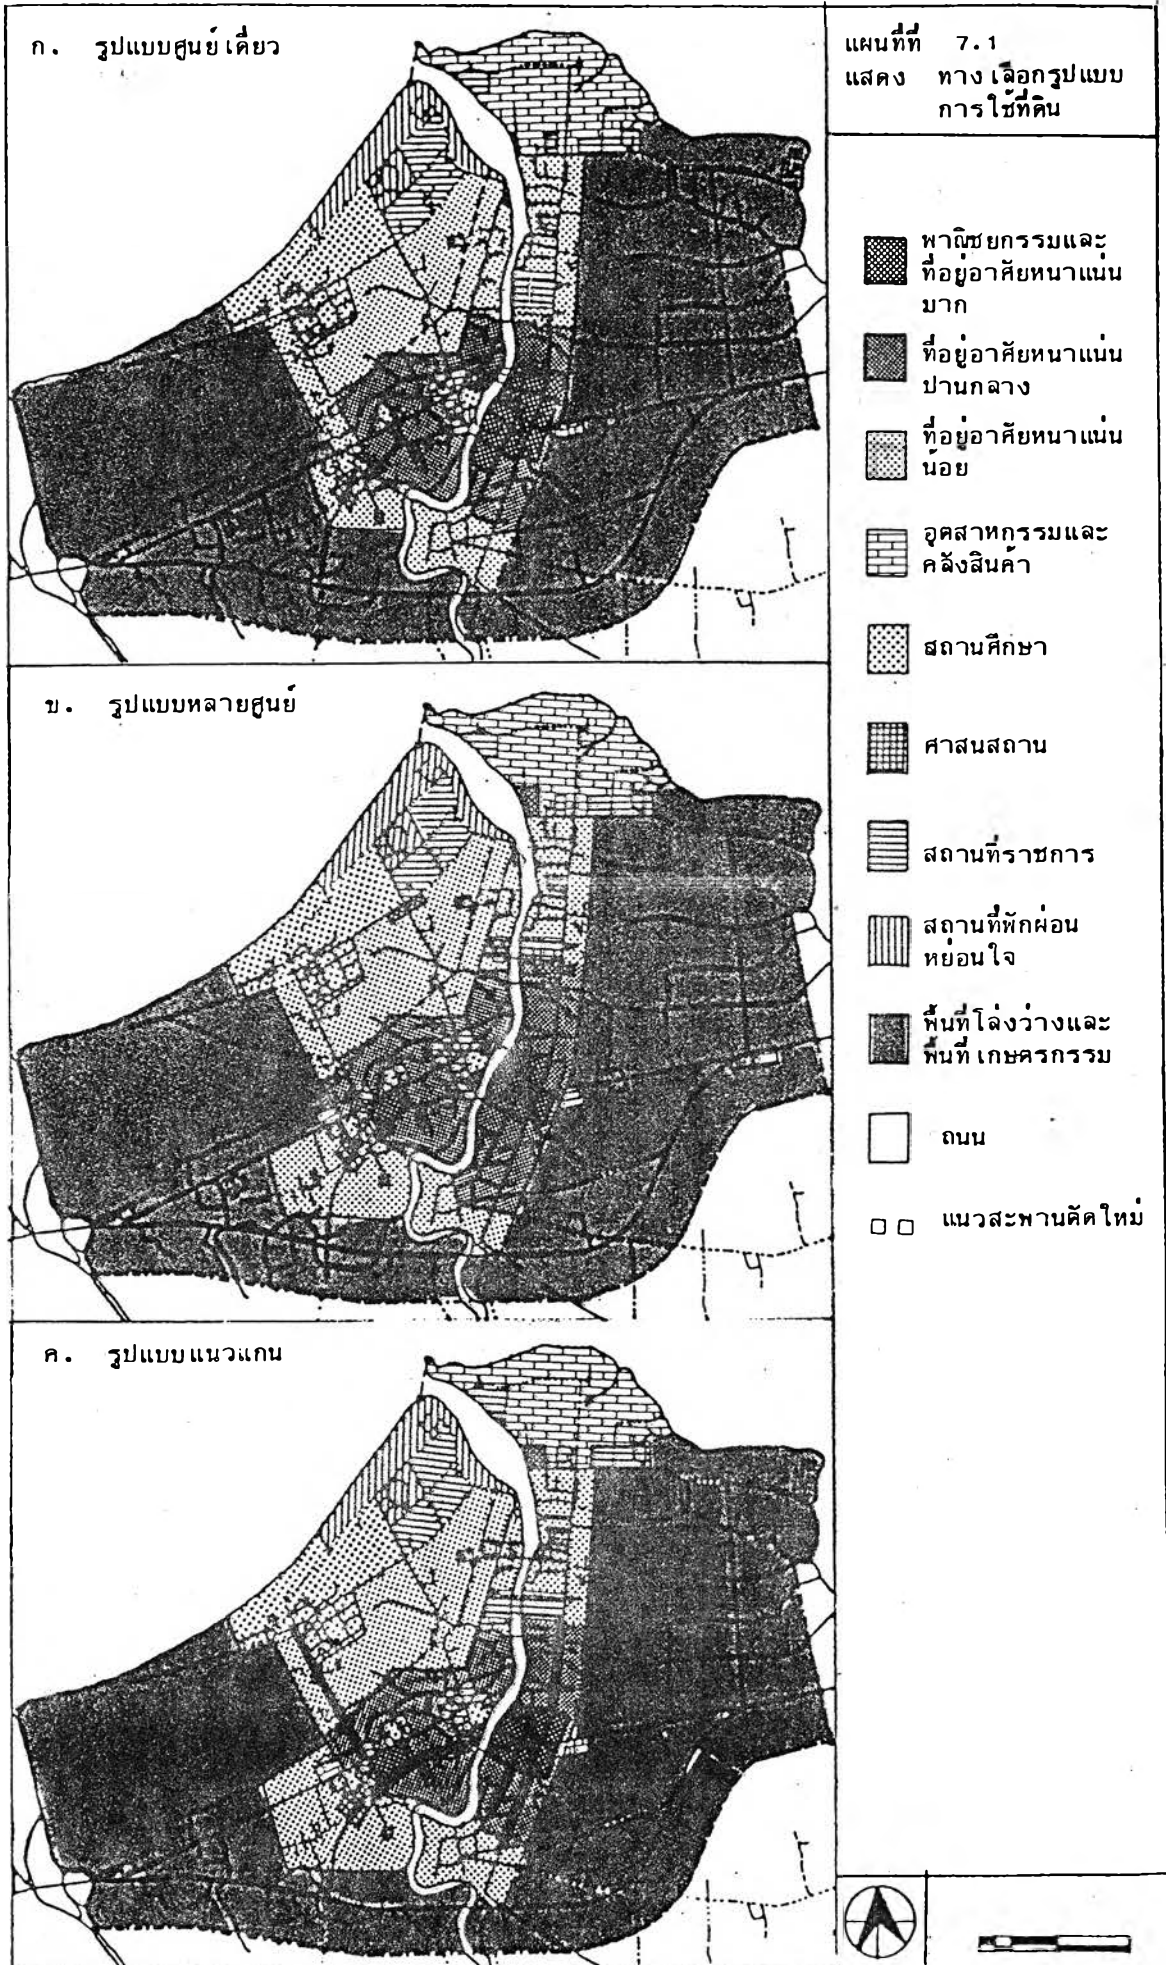 ก. รูปแบบศูนย์เดี่ยว
ข. รูปแบบหลายศูนย์
ค. รูปแบบแนวแกน
แผนที่ที่ 7.1
แสดง ทางเลือกรูปแบบ
การใช้ที่ดิน
พาณิชยกรรมและ
ที่อยู่อาศัยหนาแน่น
มาก
ที่อยู่อาศัยหนาแน่น
ปานกลาง
ที่อยู่อาศัยหนาแน่น
น้อย
อุตสาหกรรมและ
คลังสินค้า
สถานศึกษา
ศาสนสถาน
สถานที่ราชการ
สถานที่พักผ่อน
หย่อนใจ
พื้นที่โล่งว่างและ
พื้นที่เกษตรกรรม
ถนน
แนวสะพานตัดใหม่